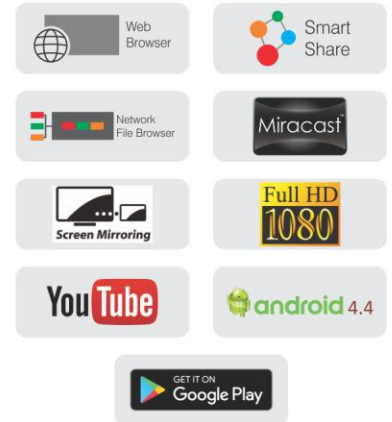 Web
Browser
Smart
Share
Network
File Browser
Miracast™
Screen Mirroring
Full HD
1080
YouTube
android 4.4
GET IT ON
Google Play